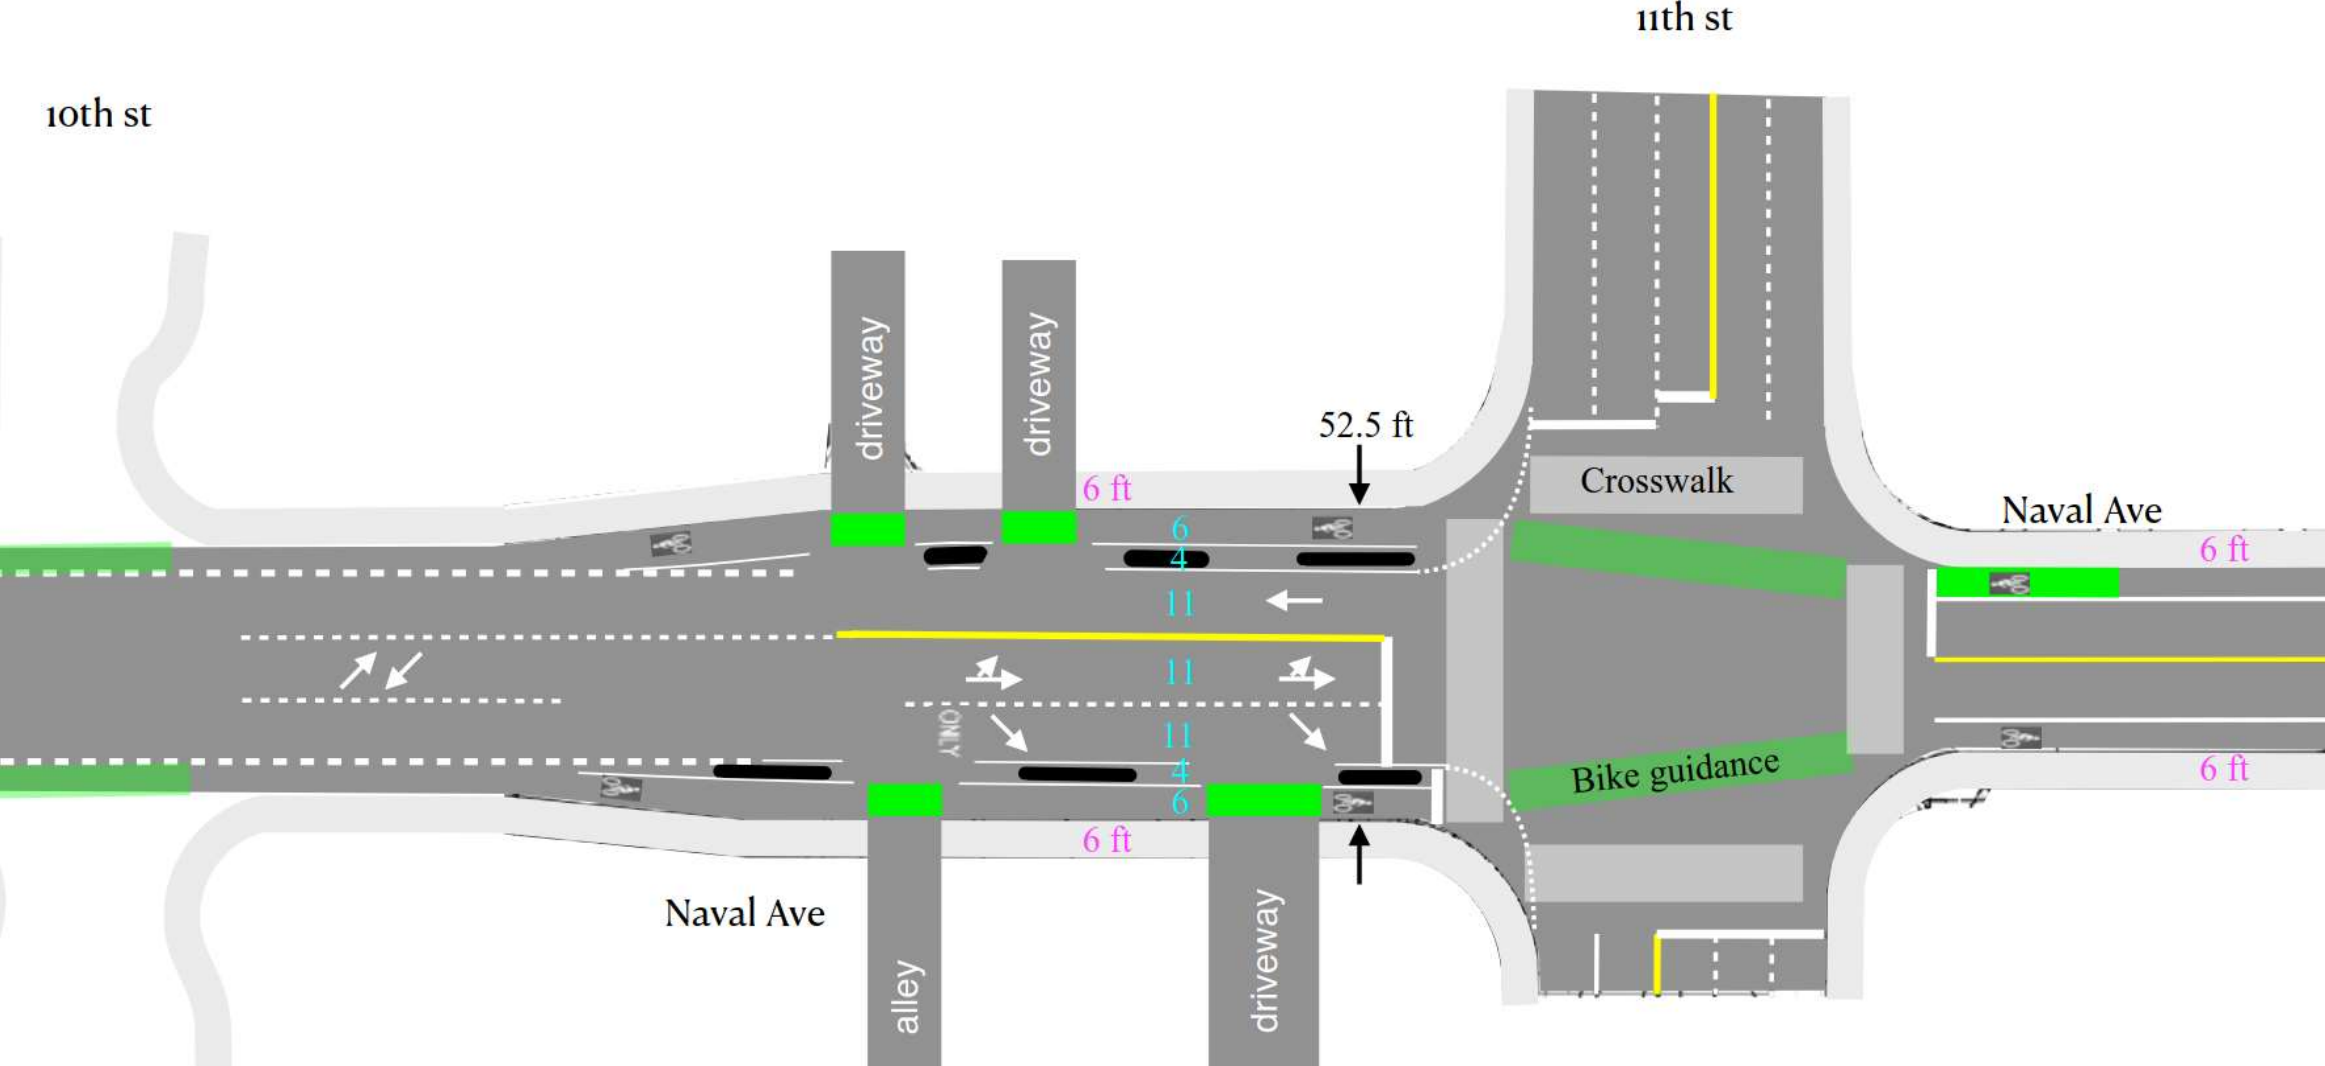 11th st
10th st
driveway
driveway
52.5 ft
Crosswalk
6 ft
Naval Ave
6
6 ft
4
11
11
ONLY
11
4
Bike guidance
6 ft
6
6 ft
Naval Ave
alley
driveway